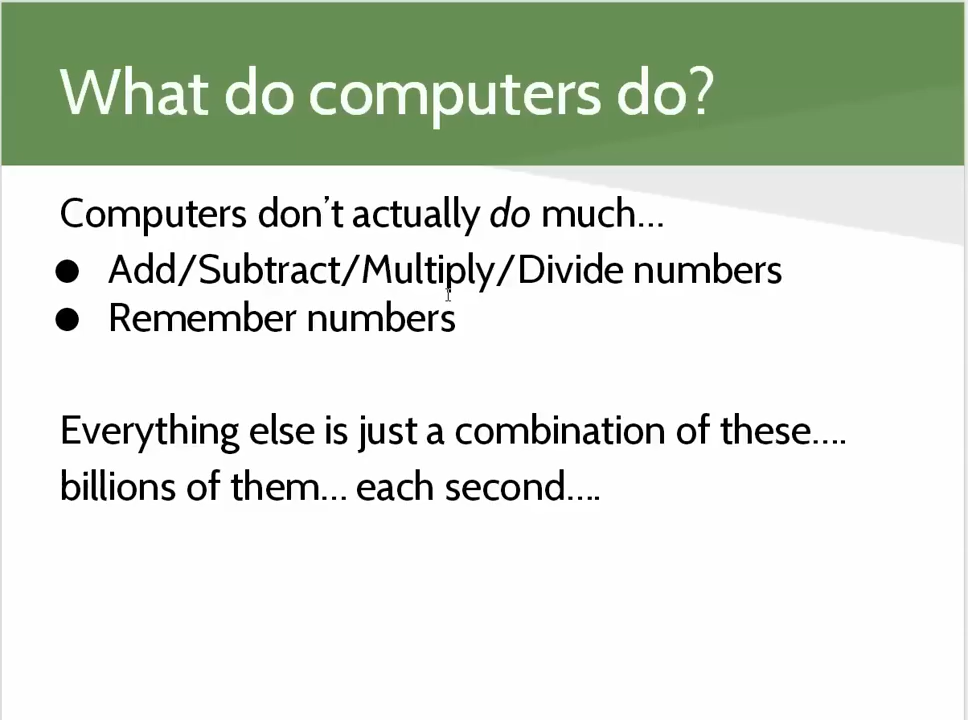 What do computers do?
Computers don't actually do much...
● Add/Subtract/Multiply/Divide numbers
● Remember numbers
Everything else is just a combination of these....
billions of them... each second....